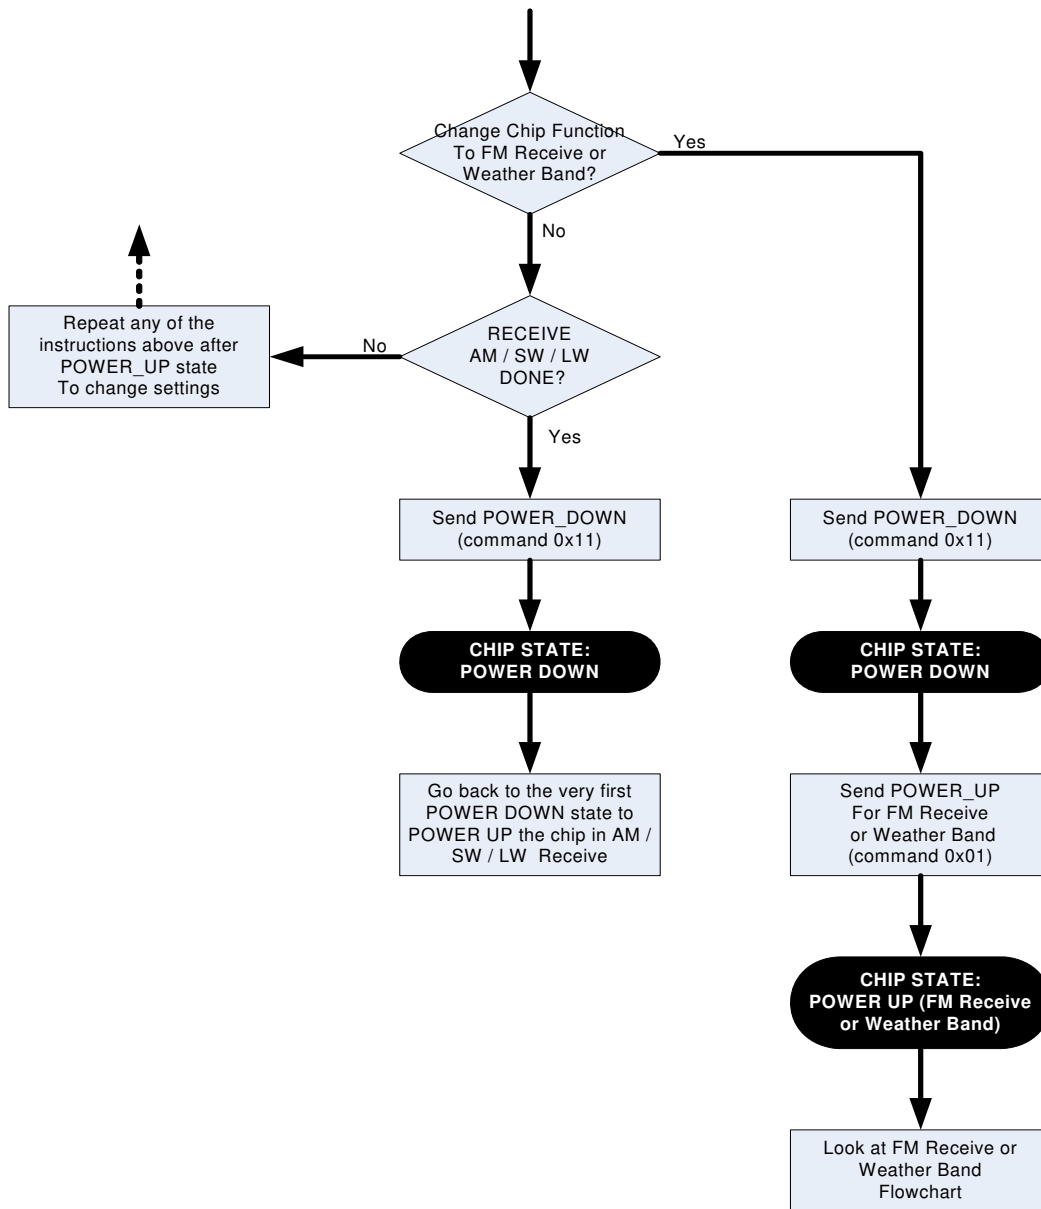 Change Chip Function
To FM Receive or
Weather Band?
Yes
No
Repeat any of the
instructions above after
POWER_UP state
To change settings
No
RECEIVE
AM / SW / LW
DONE?
Yes
Send POWER_DOWN
(command 0x11)
Send POWER_DOWN
(command 0x11)
CHIP STATE:
POWER DOWN
CHIP STATE:
POWER DOWN
Go back to the very first
POWER DOWN state to
POWER UP the chip in AM /
SW / LW  Receive
Send POWER_UP
For FM Receive
or Weather Band
(command 0x01)
CHIP STATE:
POWER UP (FM Receive
or Weather Band)
Look at FM Receive or
Weather Band
Flowchart